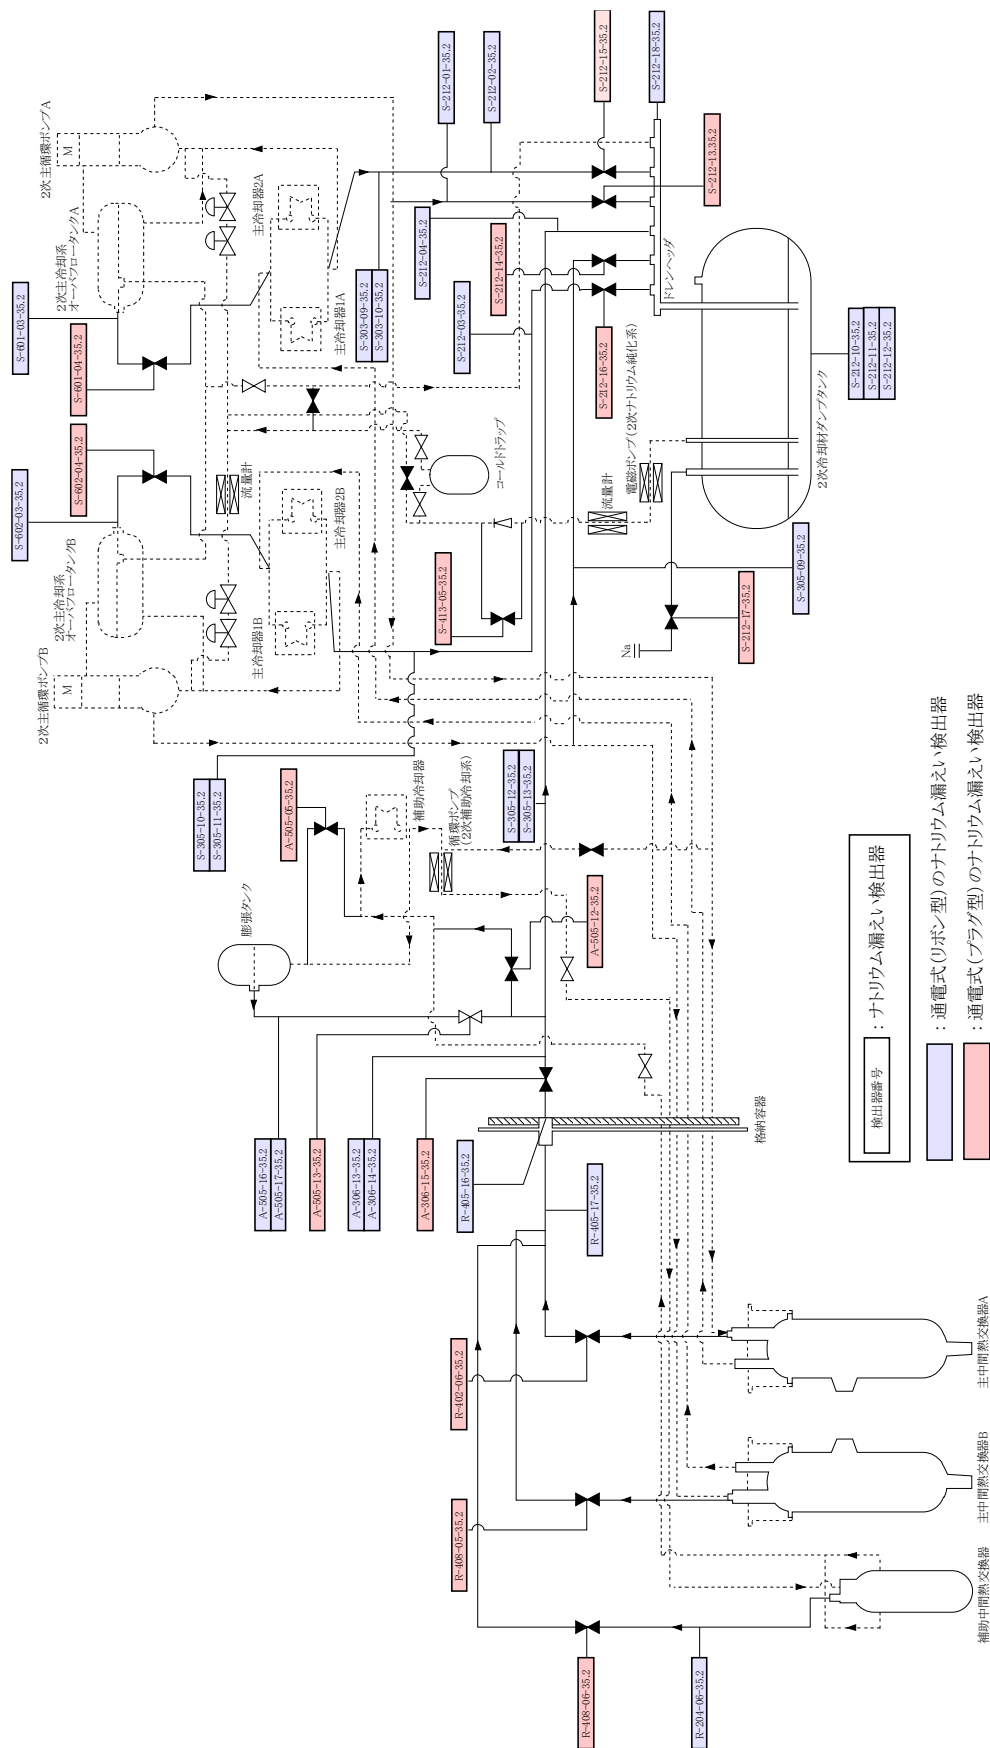 2次主循環ポンプA
M
2次主冷却系
オーバフロータンクA
主冷却器2A
主冷却器1A
S-601-03-35.2
S-601-04-35.2
S-602-04-35.2
S-602-03-35.2
流量計
主冷却器2B
主冷却器1B
2次主冷却系
オーバフロータンクB
2次主循環ポンプB
M
S-212-01-35.2
S-212-02-35.2
S-212-15-35.2
S-212-18-35.2
S-212-13-35.2
S-212-04-35.2
S-212-14-35.2
S-303-09-35.2
S-303-10-35.2
S-212-03-35.2
S-212-16-35.2
ドレンヘッダ
S-212-10-35.2
S-212-11-35.2
S-212-12-35.2
2次冷却材ダンプタンク
コールドトラップ
電磁ポンプ(2次ナトリウム純化系)
流量計
S-413-05-35.2
Na
S-305-09-35.2
S-212-17-35.2
S-305-10-35.2
S-305-11-35.2
A-505-05-35.2
補助冷却器
循環ポンプ
(2次補助冷却系)
S-305-12-35.2
S-305-13-35.2
膨張タンク
A-505-12-35.2
A-505-16-35.2
A-505-17-35.2
A-505-13-35.2
A-306-13-35.2
A-306-14-35.2
A-306-15-35.2
R-405-16-35.2
R-405-17-35.2
格納容器
R-402-06-35.2
R-408-05-35.2
R-408-06-35.2
R-204-06-35.2
主中間熱交換器A
主中間熱交換器B
補助中間熱交換器
検出器番号
：ナトリウム漏えい検出器
：通電式(リボン型)のナトリウム漏えい検出器
：通電式(プラグ型)のナトリウム漏えい検出器